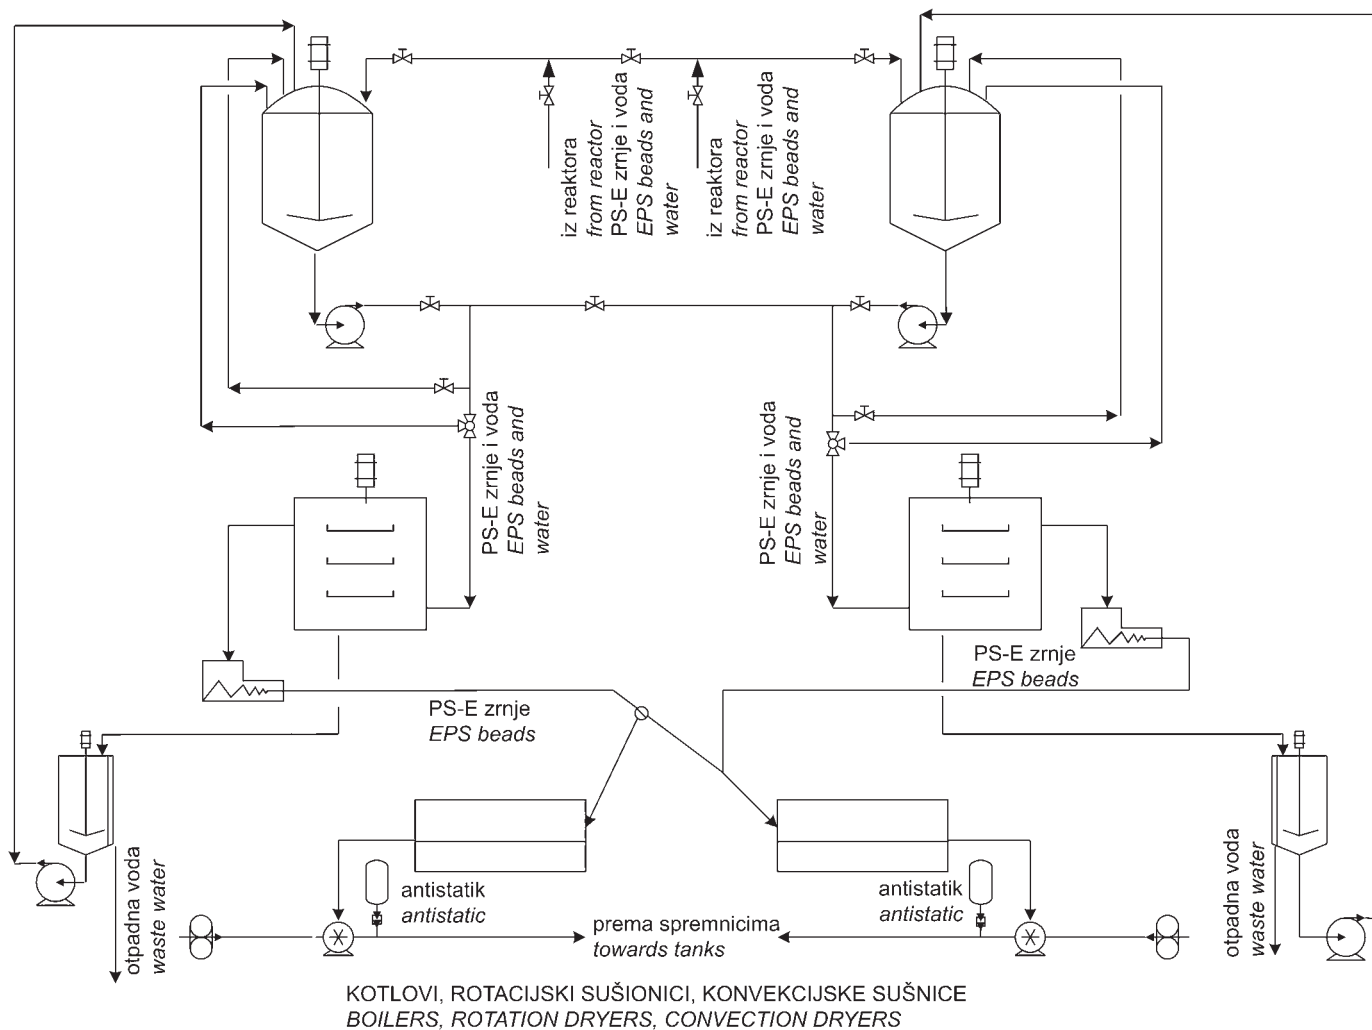 iz reaktora
from reactor
PS-E zrnje i voda
EPS beads and
water
iz reaktora
from reactor
PS-E zrnje i voda
EPS beads and
water
PS-E zrnje i voda
EPS beads and
water
PS-E zrnje i voda
EPS beads and
water
PS-E zrnje
EPS beads
PS-E zrnje
EPS beads
otpadna voda
waste water
antistatik
antistatic
antistatik
antistatic
otpadna voda
waste water
prema spremnicima
towards tanks
KOTLOVI, ROTACIJSKI SUŠIONICI, KONVEKCIJSKE SUŠNICE
BOILERS, ROTATION DRYERS, CONVECTION DRYERS